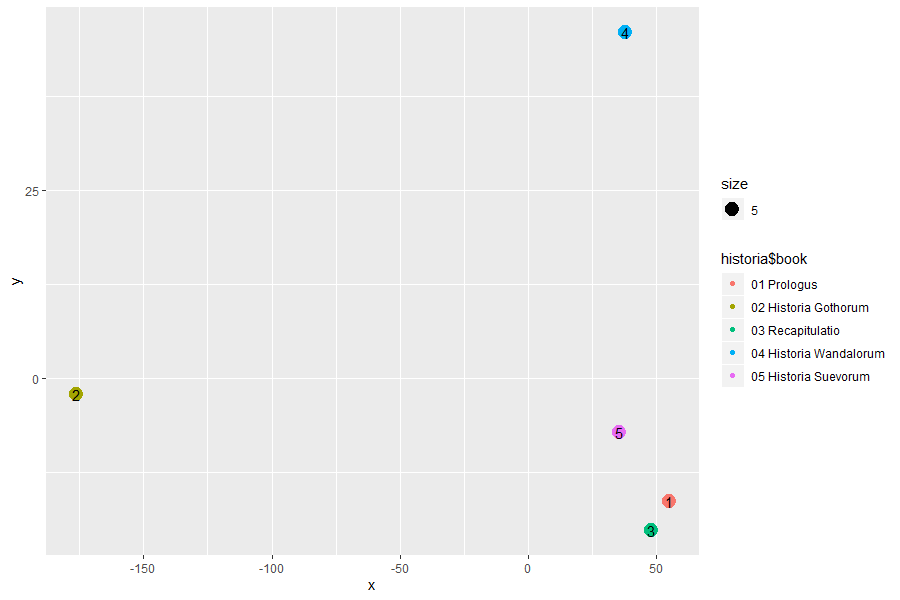 4
25
y
0
2
5
1
3
-150
-100
-50
0
50
x
size
5
historia$book
01 Prologus
02 Historia Gothorum
03 Recapitulatio
04 Historia Wandalorum
05 Historia Suevorum